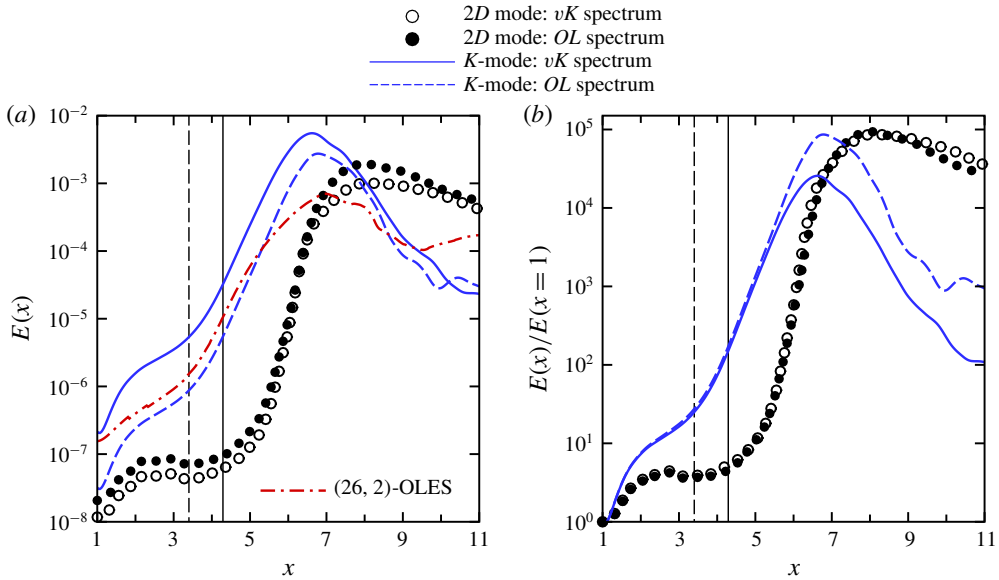 2D mode: vK spectrum
2D mode: OL spectrum
K-mode: vK spectrum
K-mode: OL spectrum
(a)
10⁻²
10⁻³
10⁻⁴
10⁻⁵
10⁻⁶
10⁻⁷
10⁻⁸
E(x)
(26, 2)-OLES
1 3 5 7 9 11
x
(b)
10⁵
10⁴
10³
10²
10¹
10⁰
E(x)/E(x = 1)
1 3 5 7 9 11
x